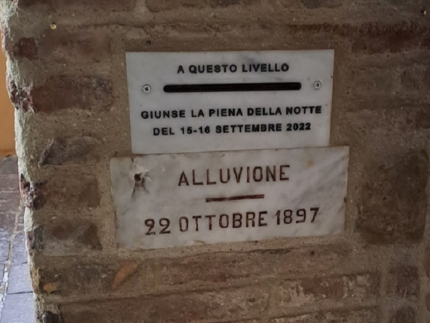 A QUESTO LIVELLO
GIUNSE LA PIENA DELLA NOTTE
DEL 15-16 SETTEMBRE 2022
ALLUVIONE
22 OTTOBRE 1897